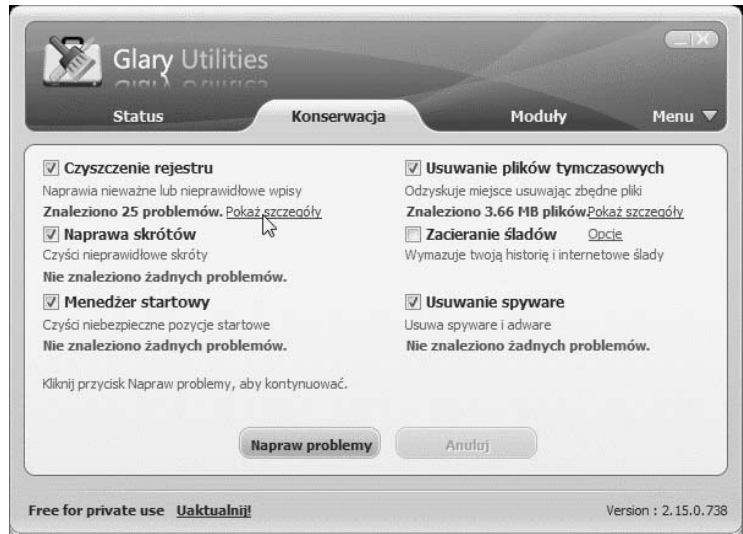 Glary Utilities
Status Konserwacja Moduły Menu
Czyszczenie rejestru
Naprawia nieważne lub nieprawidłowe wpisy
Znaleziono 25 problemów. Pokaż szczegóły
Naprawa skrótów
Czyści nieprawidłowe skróty
Nie znaleziono żadnych problemów.
Menedżer startowy
Czyści niebezpieczne pozycje startowe
Nie znaleziono żadnych problemów.
Usuwanie plików tymczasowych
Odzyskuje miejsce usuwając zbędne pliki
Znaleziono 3.66 MB plików.Pokaż szczegóły
Zacieranie śladów Opcje
Wymazuje twoją historię i internetowe ślady
Usuwanie spyware
Usuwa spyware i adware
Nie znaleziono żadnych problemów.
Kliknij przycisk Napraw problemy, aby kontynuować.
Napraw problemy Anuluj
Free for private use Uaktualnij! Version : 2.15.0.738